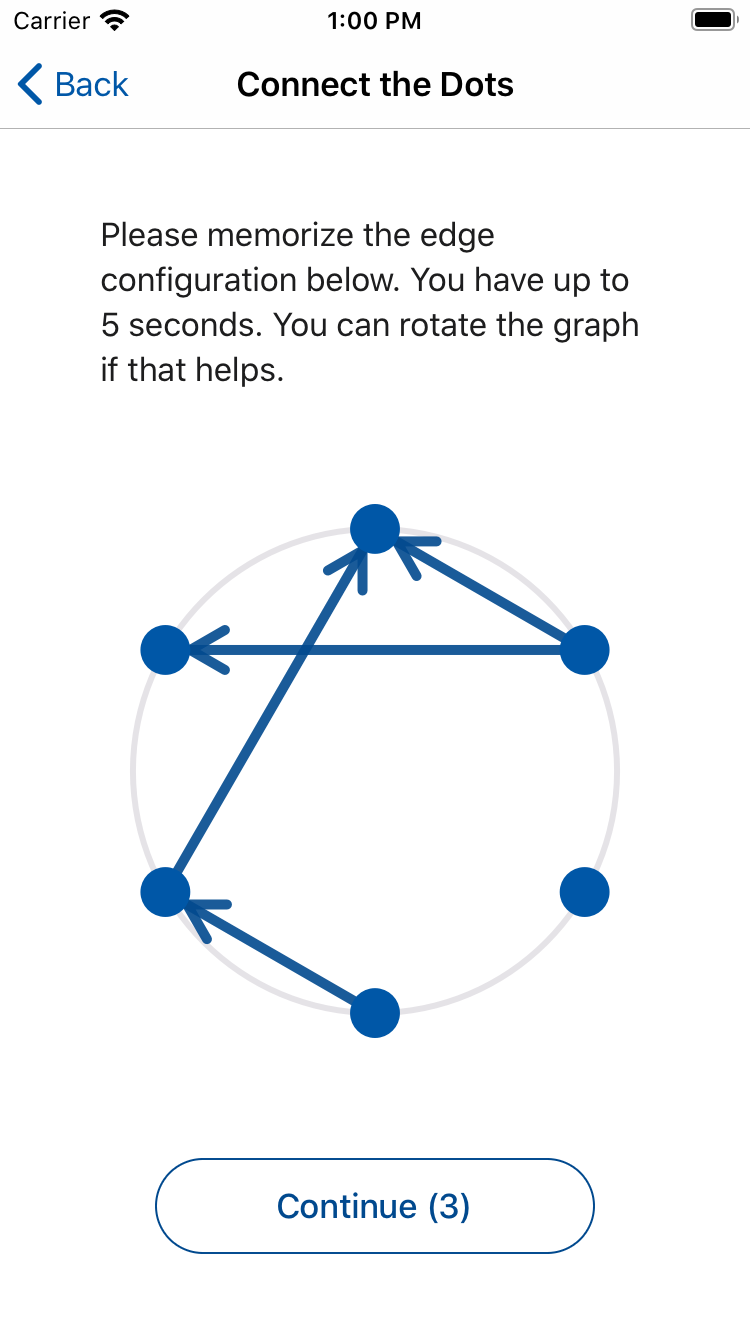 Carrier 1:00 PM
Back Connect the Dots
Please memorize the edge
configuration below. You have up to
5 seconds. You can rotate the graph
if that helps.
Continue (3)